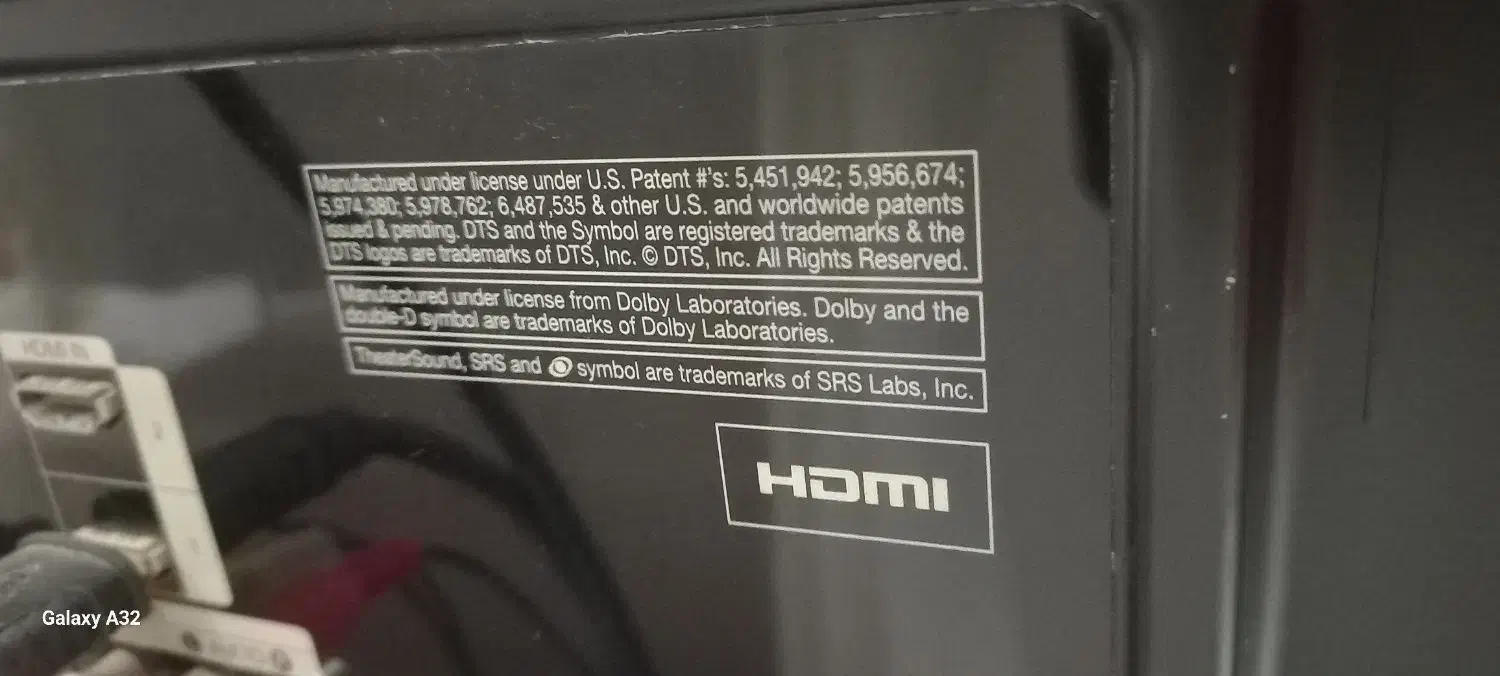 Manufactured under license under U.S. Patent #'s: 5,451,942; 5,956,674;
5,974,380; 5,978,762; 6,487,535 & other U.S. and worldwide patents
issued & pending. DTS and the Symbol are registered trademarks & the
DTS logos are trademarks of DTS, Inc. © DTS, Inc. All Rights Reserved.
Manufactured under license from Dolby Laboratories. Dolby and the
double-D symbol are trademarks of Dolby Laboratories.
TheaterSound, SRS and symbol are trademarks of SRS Labs, Inc.
HDMI
HDMI IN
2
Galaxy A32